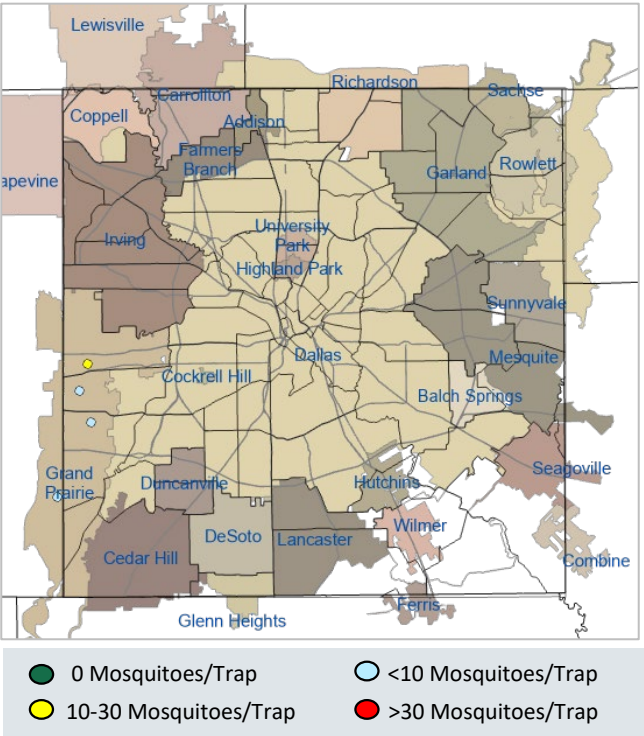 Lewisville
Richardson
Sachse
Carrollton
Coppell
Addison
Farmers
Branch
Rowlett
Garland
apevine
University
Park
Irving
Highland Park
Sunnyvale
Dallas
Mesquite
Cockrell Hill
Balch Springs
Seagoville
Grand
Prairie
Duncanville
Hutchins
Wilmer
DeSoto
Lancaster
Cedar Hill
Combine
Ferris
Glenn Heights
0 Mosquitoes/Trap
<10 Mosquitoes/Trap
10-30 Mosquitoes/Trap
>30 Mosquitoes/Trap